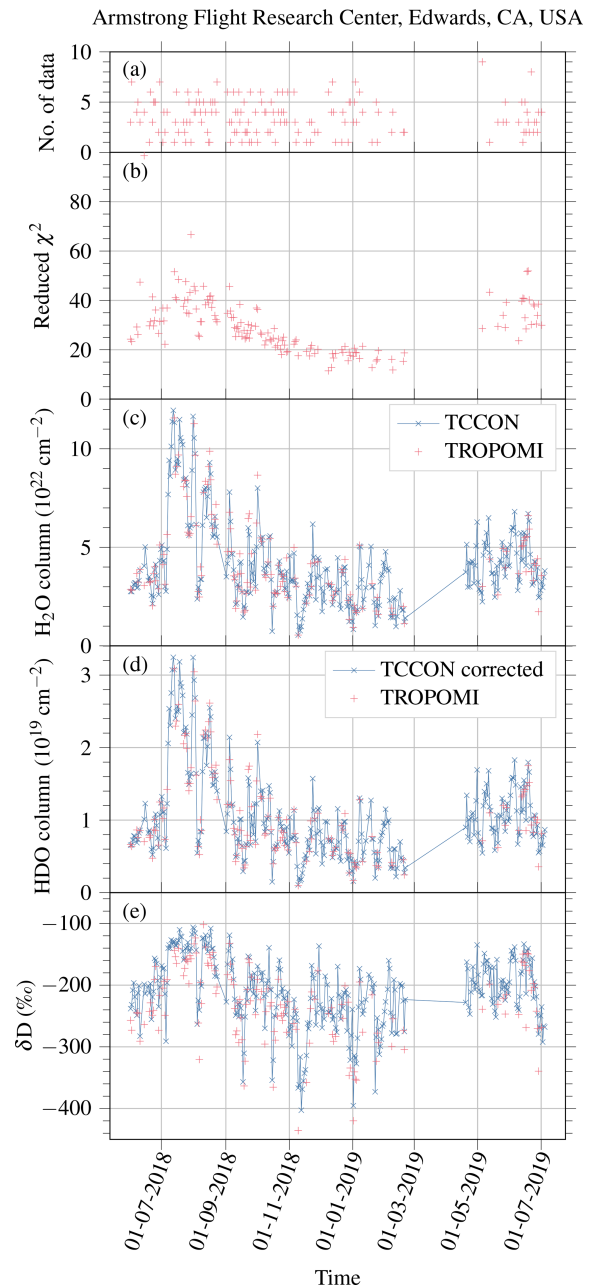 Armstrong Flight Research Center, Edwards, CA, USA
(a)
No. of data
10
5
0
(b)
Reduced χ²
80
60
40
20
0
(c)
TCCON
TROPOMI
H₂O column (10²² cm⁻²)
10
5
0
(d)
TCCON corrected
TROPOMI
HDO column (10¹⁹ cm⁻²)
3
2
1
0
(e)
δD (‰)
−100
−200
−300
−400
01-07-2018
01-09-2018
01-11-2018
01-01-2019
01-03-2019
01-05-2019
01-07-2019
Time